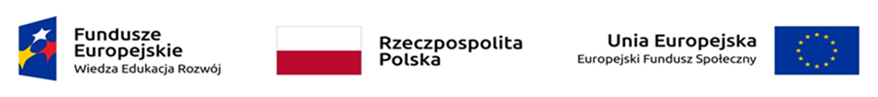 Fundusze
Europejskie
Wiedza Edukacja Rozwój
Rzeczpospolita
Polska
Unia Europejska
Europejski Fundusz Społeczny